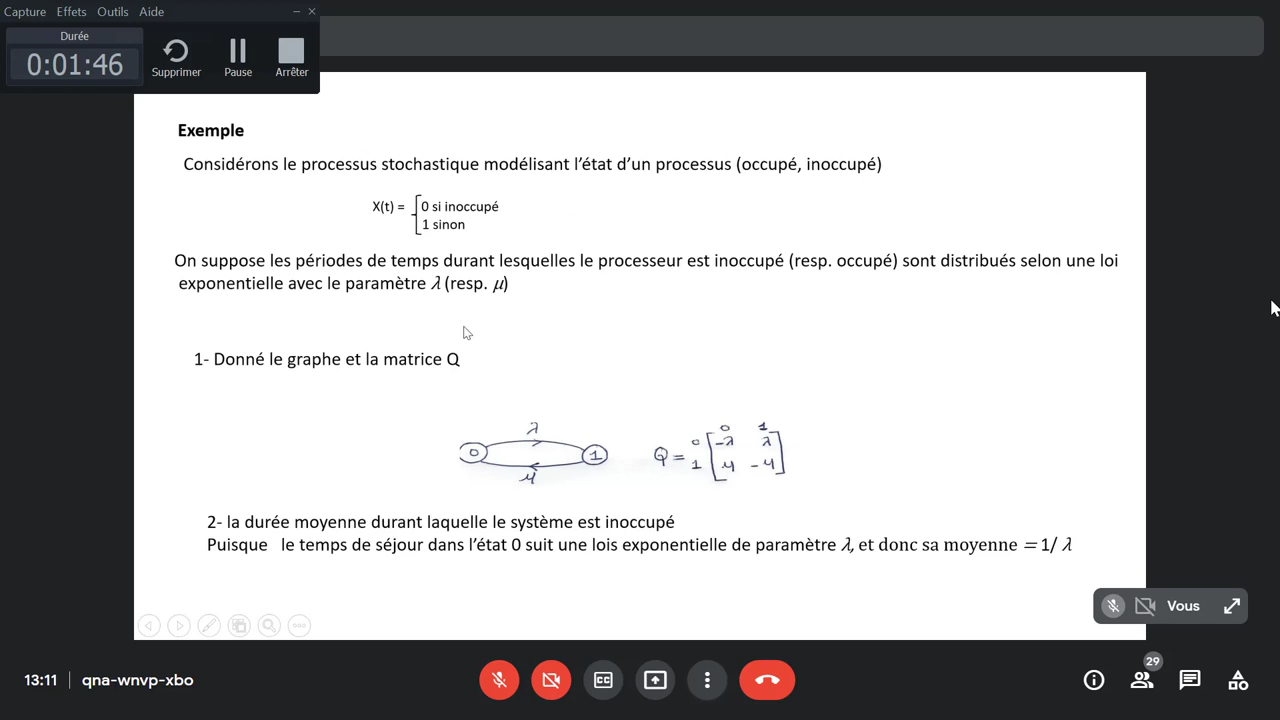 Capture Effets Outils Aide
Durée
0:01:46
Supprimer Pause Arrêter
Exemple
Considérons le processus stochastique modélisant l'état d'un processus (occupé, inoccupé)
X(t) = 0 si inoccupé
1 sinon
On suppose les périodes de temps durant lesquelles le processeur est inoccupé (resp. occupé) sont distribués selon une loi
exponentielle avec le paramètre λ (resp. μ)
1- Donné le graphe et la matrice Q
λ
0 1
μ
0 1
0 -λ λ
Q =
1 μ -μ
2- la durée moyenne durant laquelle le système est inoccupé
Puisque le temps de séjour dans l'état 0 suit une lois exponentielle de paramètre λ, et donc sa moyenne = 1/ λ
Vous
13:11 qna-wnvp-xbo
29